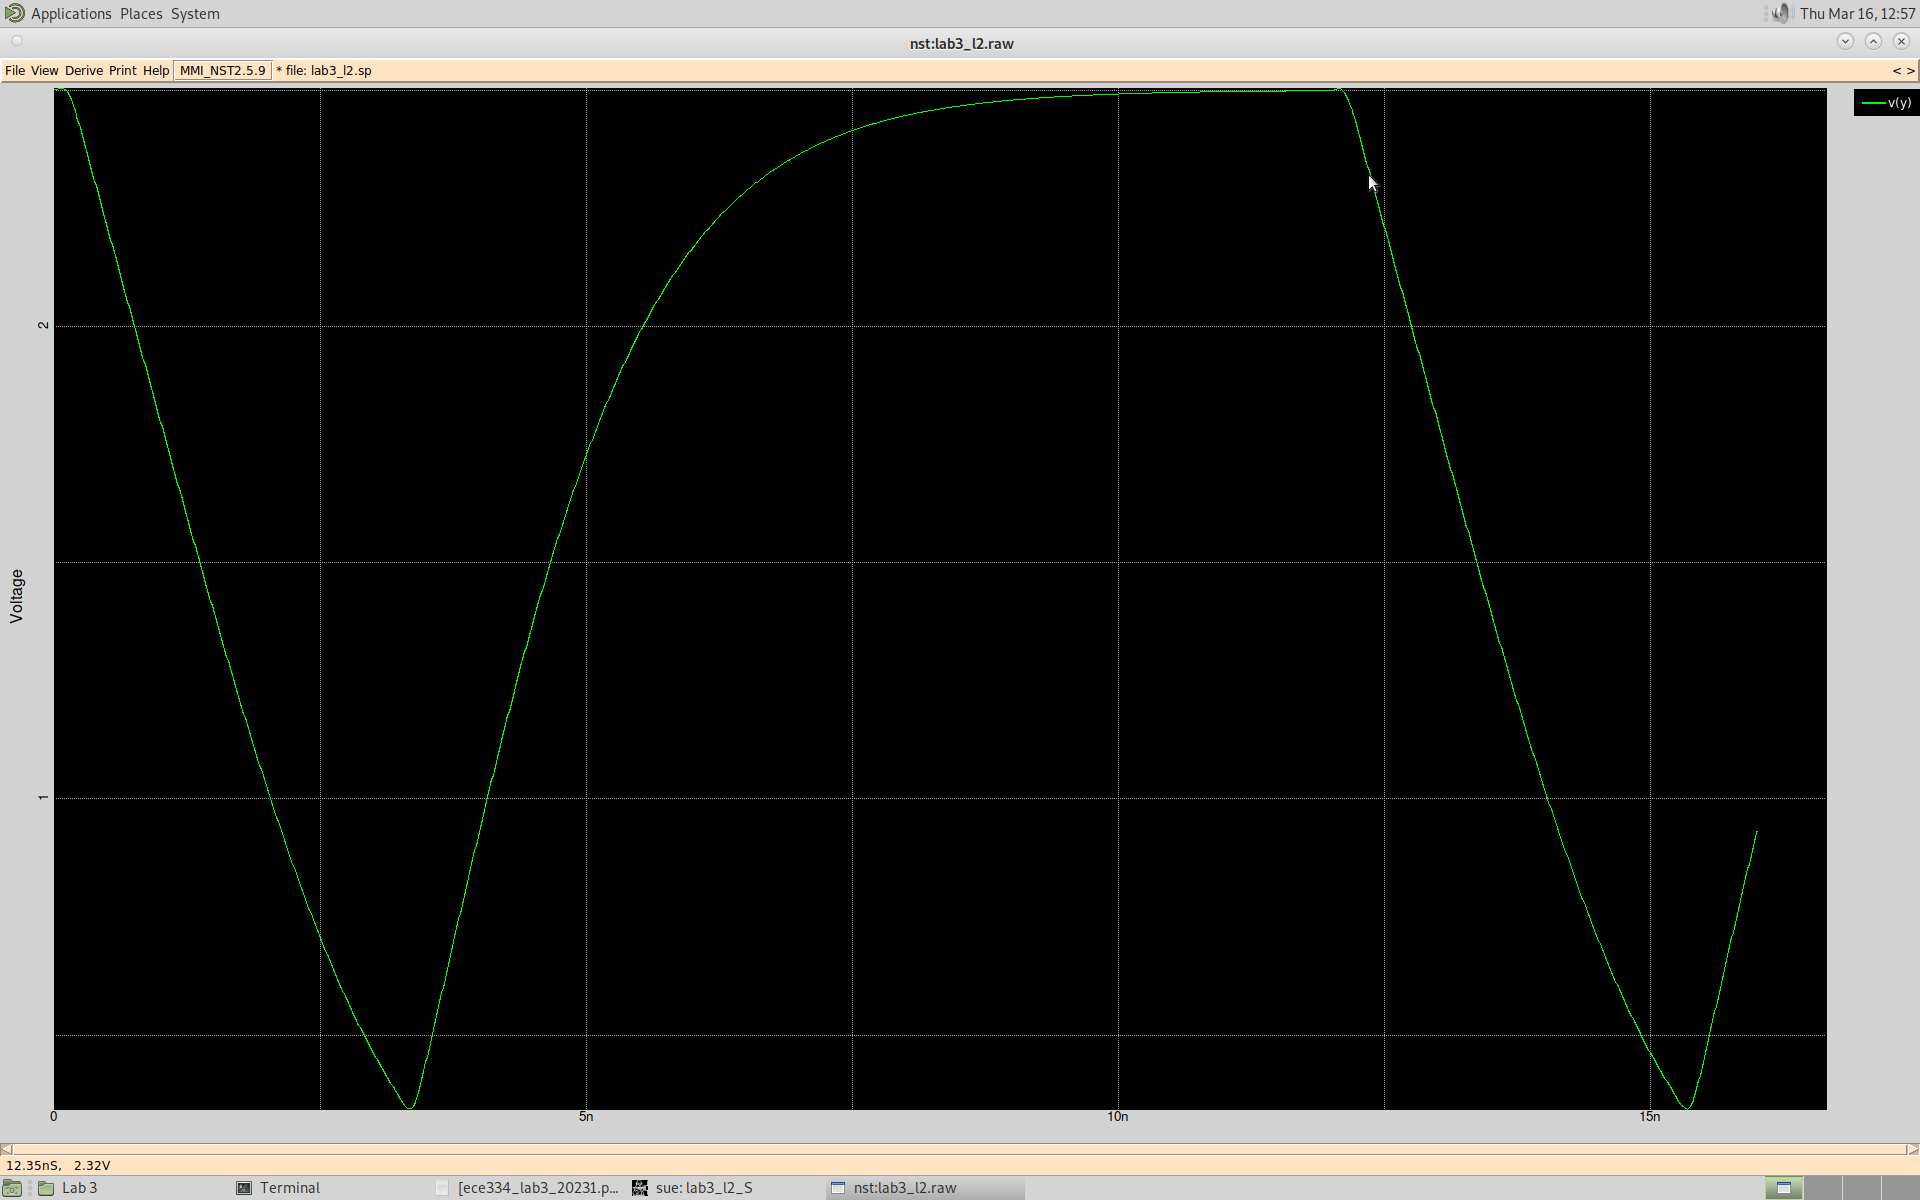 Applications Places System Thu Mar 16, 12:57
nst:lab3_l2.raw
File View Derive Print Help MMI_NST2.5.9 * file: lab3_l2.sp < >
v(y)
2
Voltage
1
0 5n 10n 15n
12.35nS, 2.32V
Lab 3 Terminal [ece334_lab3_20231.p... sue: lab3_l2_S nst:lab3_l2.raw